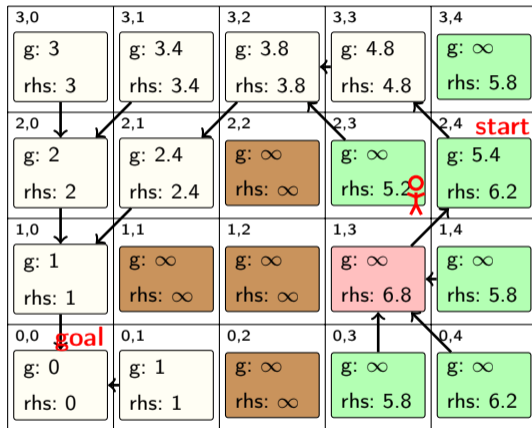 3,0 3,1 3,2 3,3 3,4
g: 3 g: 3.4 g: 3.8 g: 4.8 g: ∞
rhs: 3 rhs: 3.4 rhs: 3.8 rhs: 4.8 rhs: 5.8
2,0 2,1 2,2 2,3 2,4 start
g: 2 g: 2.4 g: ∞ g: ∞ g: 5.4
rhs: 2 rhs: 2.4 rhs: ∞ rhs: 5.2 rhs: 6.2
1,0 1,1 1,2 1,3 1,4
g: 1 g: ∞ g: ∞ g: ∞ g: ∞
rhs: 1 rhs: ∞ rhs: ∞ rhs: 6.8 rhs: 5.8
0,0 goal 0,1 0,2 0,3 0,4
g: 0 g: 1 g: ∞ g: ∞ g: ∞
rhs: 0 rhs: 1 rhs: ∞ rhs: 5.8 rhs: 6.2